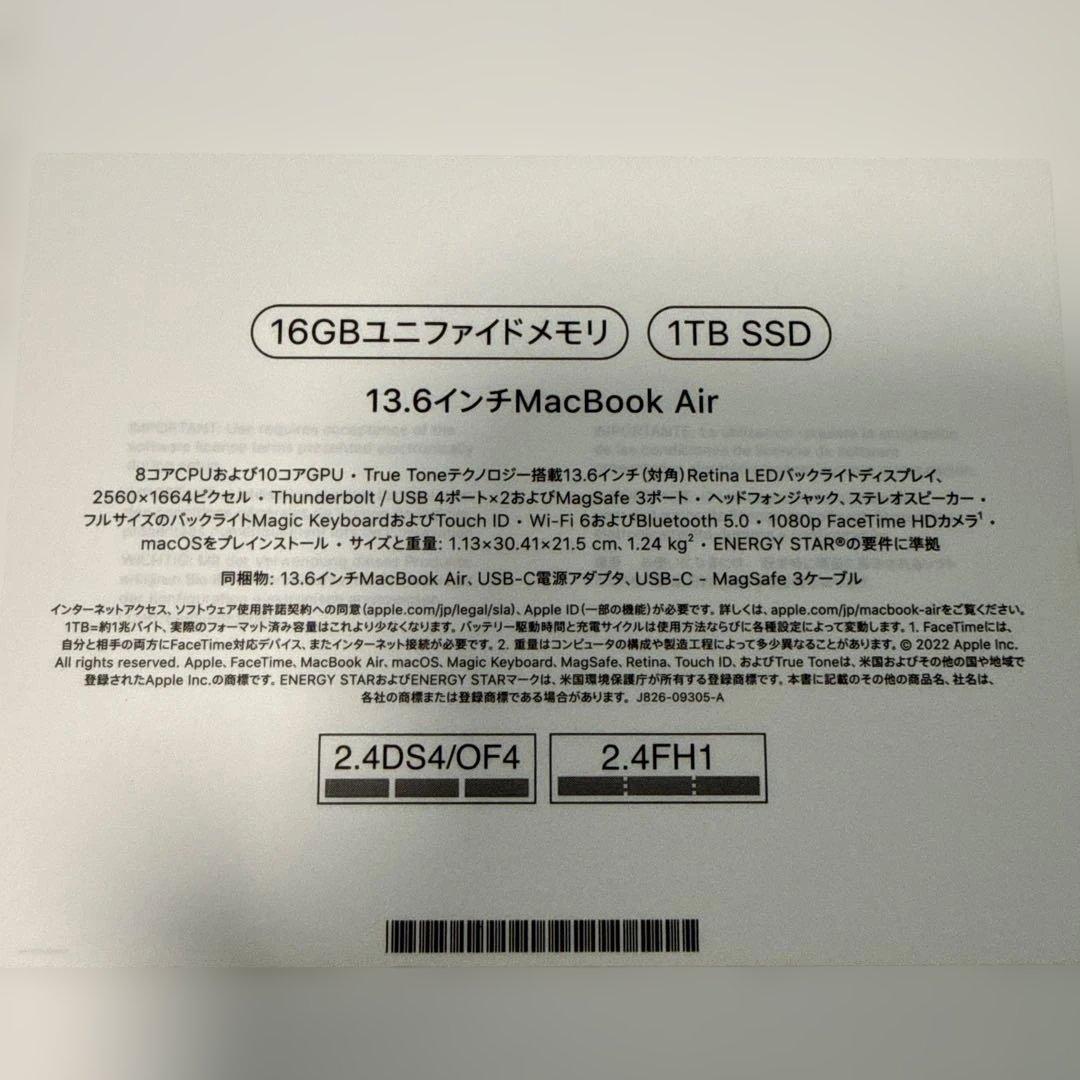 16GBユニファイドメモリ 1TB SSD
13.6インチMacBook Air
8コアCPUおよび10コアGPU・True Toneテクノロジー搭載13.6インチ（対角）Retina LEDバックライトディスプレイ、
2560×1664ピクセル・Thunderbolt / USB 4ポート×2およびMagSafe 3ポート・ヘッドフォンジャック、ステレオスピーカー・
フルサイズのバックライトMagic KeyboardおよびTouch ID・Wi-Fi 6およびBluetooth 5.0・1080p FaceTime HDカメラ¹・
macOSをプレインストール・サイズと重量: 1.13×30.41×21.5 cm、1.24 kg²・ENERGY STAR®の要件に準拠
同梱物: 13.6インチMacBook Air、USB-C電源アダプタ、USB-C - MagSafe 3ケーブル
インターネットアクセス、ソフトウェア使用許諾契約への同意（apple.com/jp/legal/sla）、Apple ID（一部の機能）が必要です。詳しくは、apple.com/jp/macbook-airをご覧ください。
1TB=約1兆バイト、実際のフォーマット済み容量はこれより少なくなります。バッテリー駆動時間と充電サイクルは使用方法ならびに各種設定によって変動します。1. FaceTimeには、
自分と相手の両方にFaceTime対応デバイス、またインターネット接続が必要です。2. 重量はコンピュータの構成や製造工程によって多少異なることがあります。© 2022 Apple Inc.
All rights reserved. Apple、FaceTime、MacBook Air、macOS、Magic Keyboard、MagSafe、Retina、Touch ID、およびTrue Toneは、米国およびその他の国や地域で
登録されたApple Inc.の商標です。ENERGY STARおよびENERGY STARマークは、米国環境保護庁が所有する登録商標です。本書に記載のその他の商品名、社名は、
各社の商標または登録商標である場合があります。 J826-09305-A
2.4DS4/OF4 2.4FH1